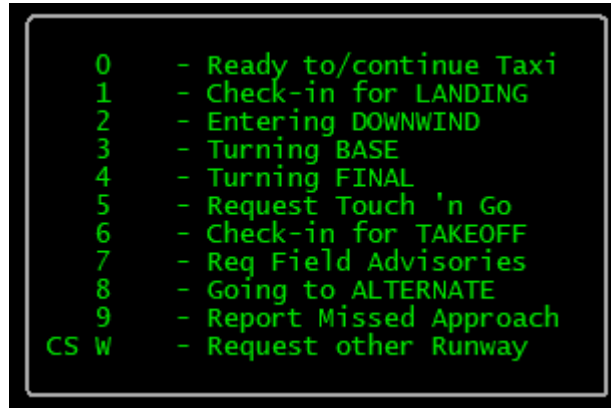 0 - Ready to/continue Taxi
1 - Check-in for LANDING
2 - Entering DOWNWIND
3 - Turning BASE
4 - Turning FINAL
5 - Request Touch 'n Go
6 - Check-in for TAKEOFF
7 - Req Field Advisories
8 - Going to ALTERNATE
9 - Report Missed Approach
CS W - Request other Runway